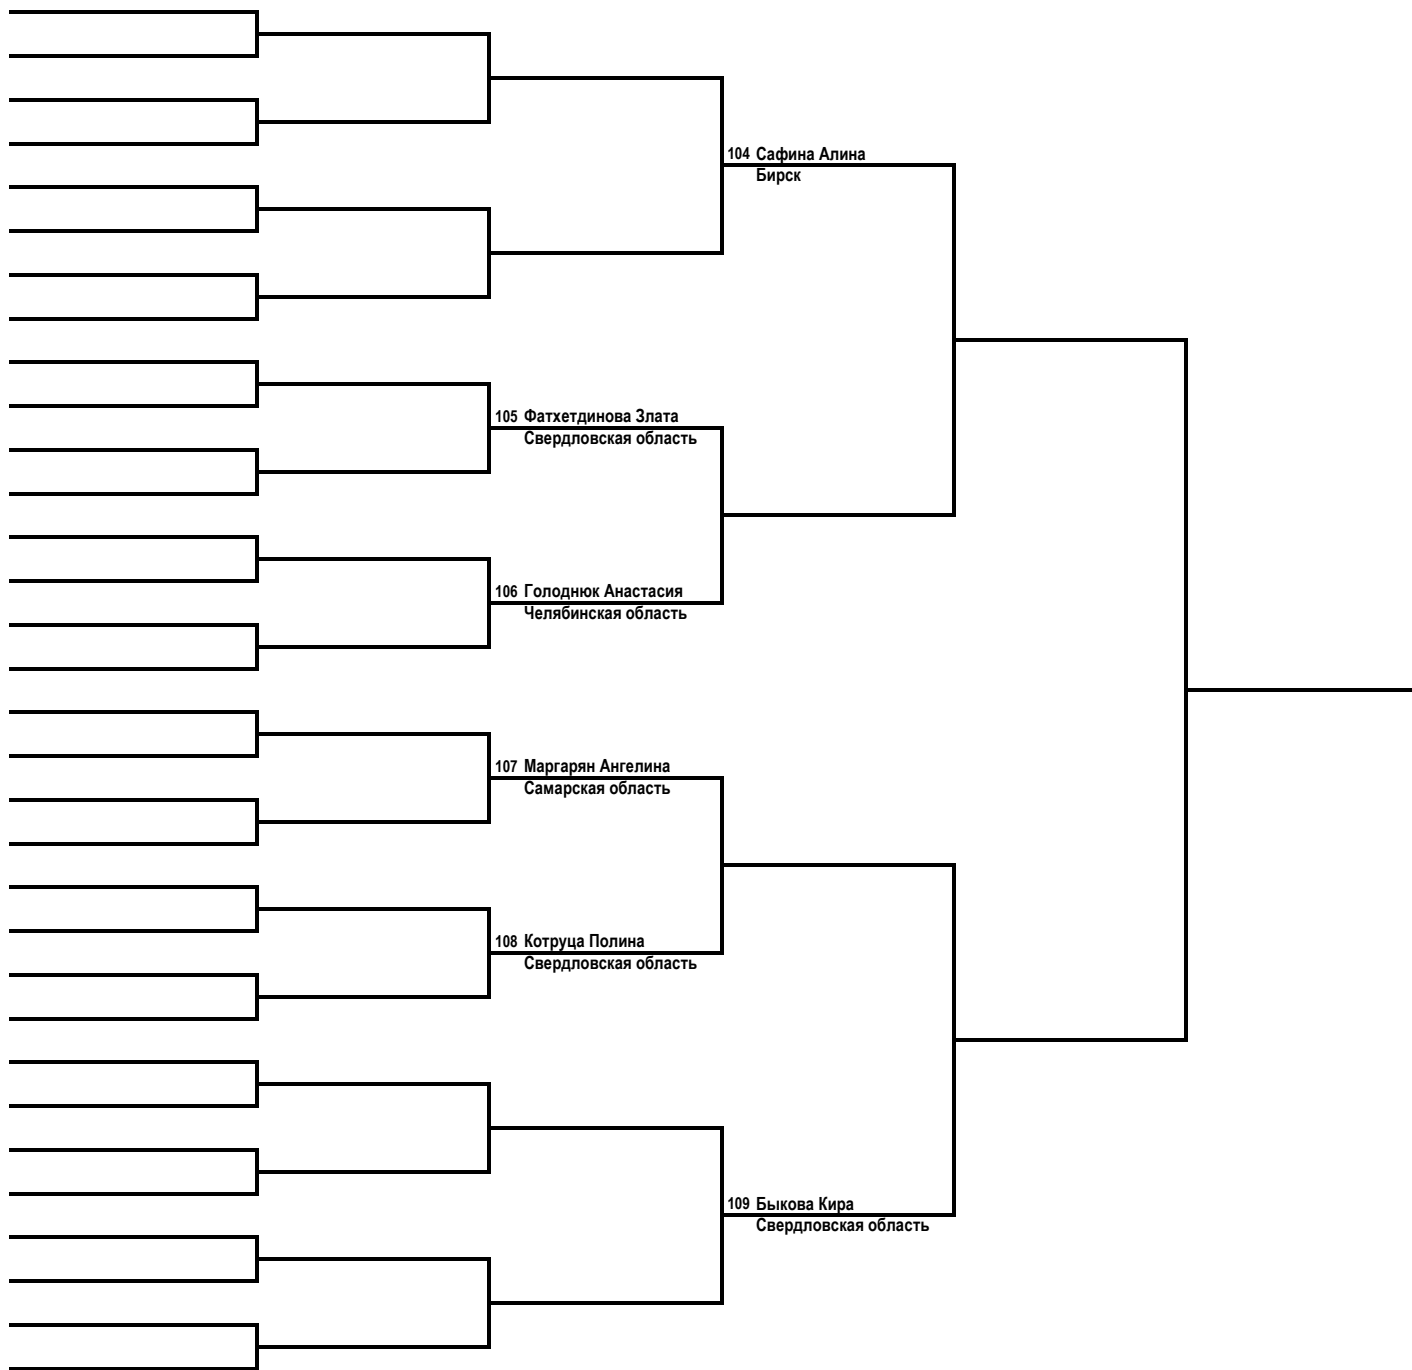 104 Сафина Алина
Бирск
105 Фатхетдинова Злата
Свердловская область
106 Голоднюк Анастасия
Челябинская область
107 Маргарян Ангелина
Самарская область
108 Котруца Полина
Свердловская область
109 Быкова Кира
Свердловская область